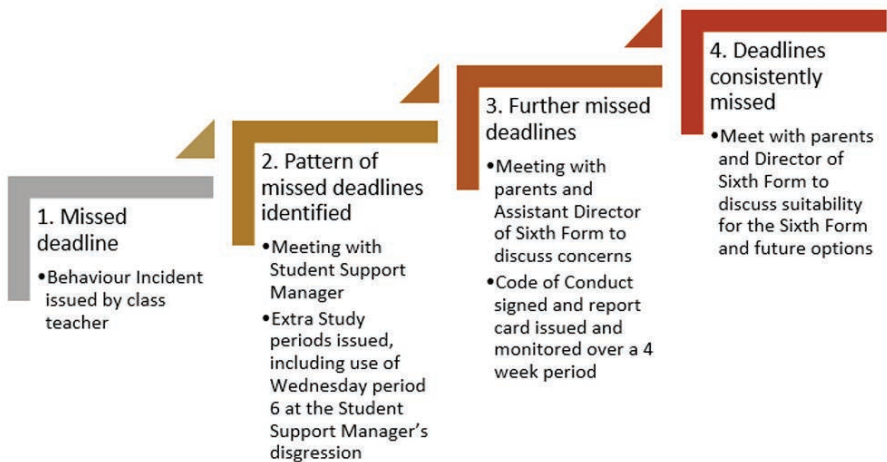 1. Missed
deadline
•Behaviour Incident
issued by class
teacher
2. Pattern of
missed deadlines
identified
•Meeting with
Student Support
Manager
•Extra Study
periods issued,
including use of
Wednesday period
6 at the Student
Support Manager’s
disgression
3. Further missed
deadlines
•Meeting with
parents and
Assistant Director
of Sixth Form to
discuss concerns
•Code of Conduct
signed and report
card issued and
monitored over a 4
week period
4. Deadlines
consistently
missed
•Meet with parents
and Director of
Sixth Form to
discuss suitability
for the Sixth Form
and future options